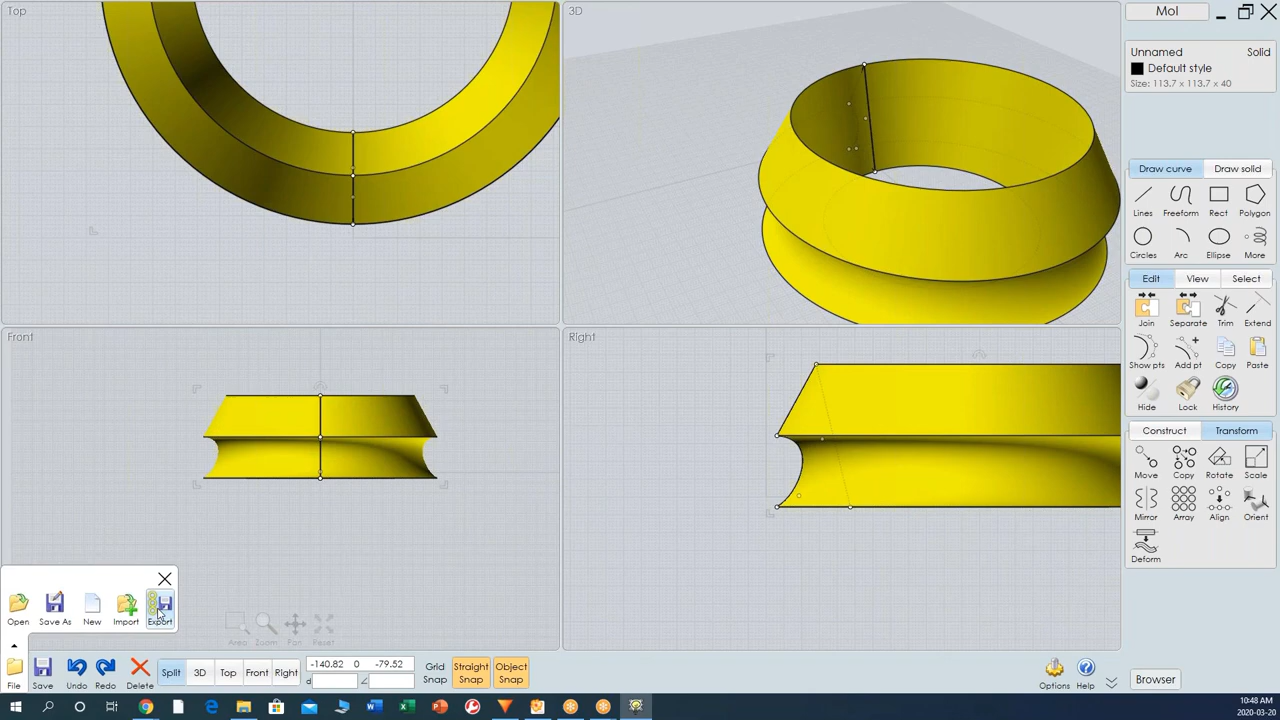 Top
3D
MoI
Unnamed Solid
Default style
Size: 113.7 x 113.7 x 40
Draw curve Draw solid
Lines Freeform Rect Polygon
Circles Arc Ellipse More
Edit View Select
Join Separate Trim Extend
Show pts Add pt Copy Paste
Hide Lock History
Construct Transform
Move Copy Rotate Scale
Mirror Array Align Orient
Deform
Front
Right
Open Save As New Import Export
Area Zoom Pan Reset
File Save Undo Redo Delete
Split 3D Top Front Right
-140.82 0 -79.52
d ∠
Grid Snap
Straight Snap
Object Snap
Options Help
Browser
10:48 AM
2020-03-20